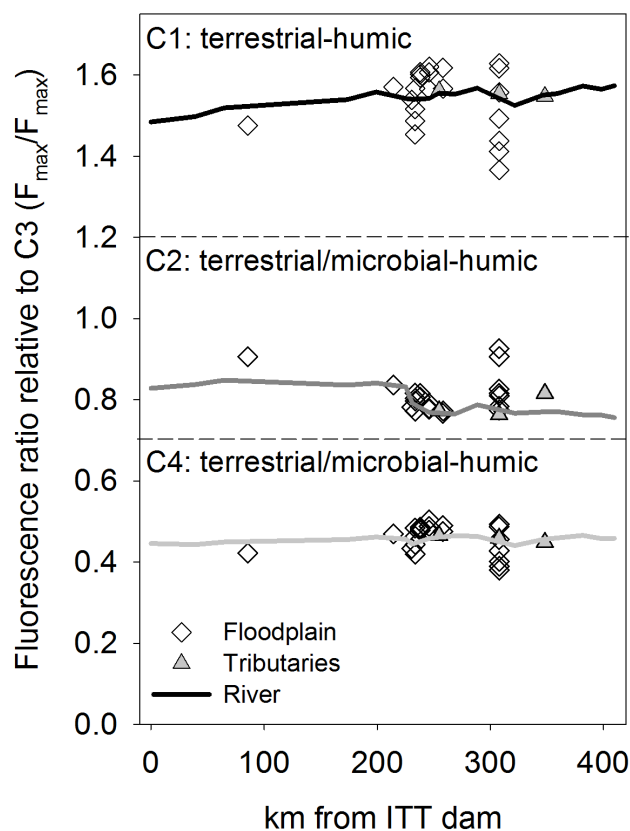 Fluorescence ratio relative to C3 (Fmax/Fmax)
C1: terrestrial-humic
1.6
1.4
1.2
C2: terrestrial/microbial-humic
1.0
0.8
C4: terrestrial/microbial-humic
0.6
0.4
Floodplain
0.2
Tributaries
River
0.0
0 100 200 300 400
km from ITT dam